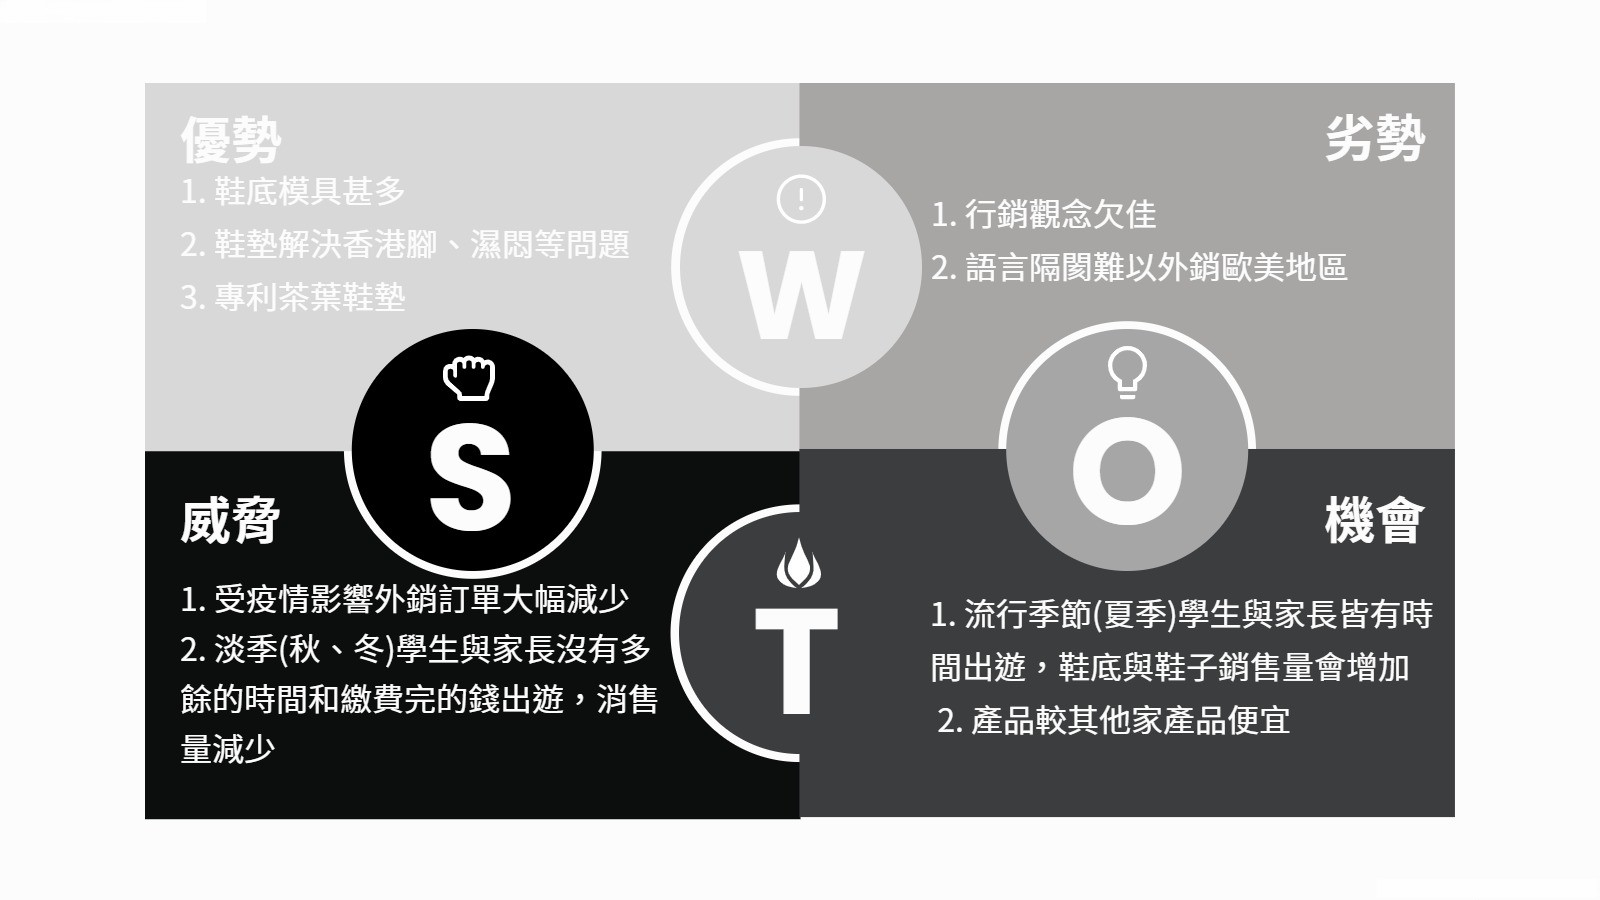 優勢
1. 鞋底模具甚多
2. 鞋墊解決香港腳、濕悶等問題
3. 專利茶葉鞋墊
S
W
劣勢
1. 行銷觀念欠佳
2. 語言隔閡難以外銷歐美地區
O
威脅
1. 受疫情影響外銷訂單大幅減少
2. 淡季(秋、冬)學生與家長沒有多
餘的時間和繳費完的錢出遊，消售
量減少
T
機會
1. 流行季節(夏季)學生與家長皆有時
間出遊，鞋底與鞋子銷售量會增加
2. 產品較其他家產品便宜